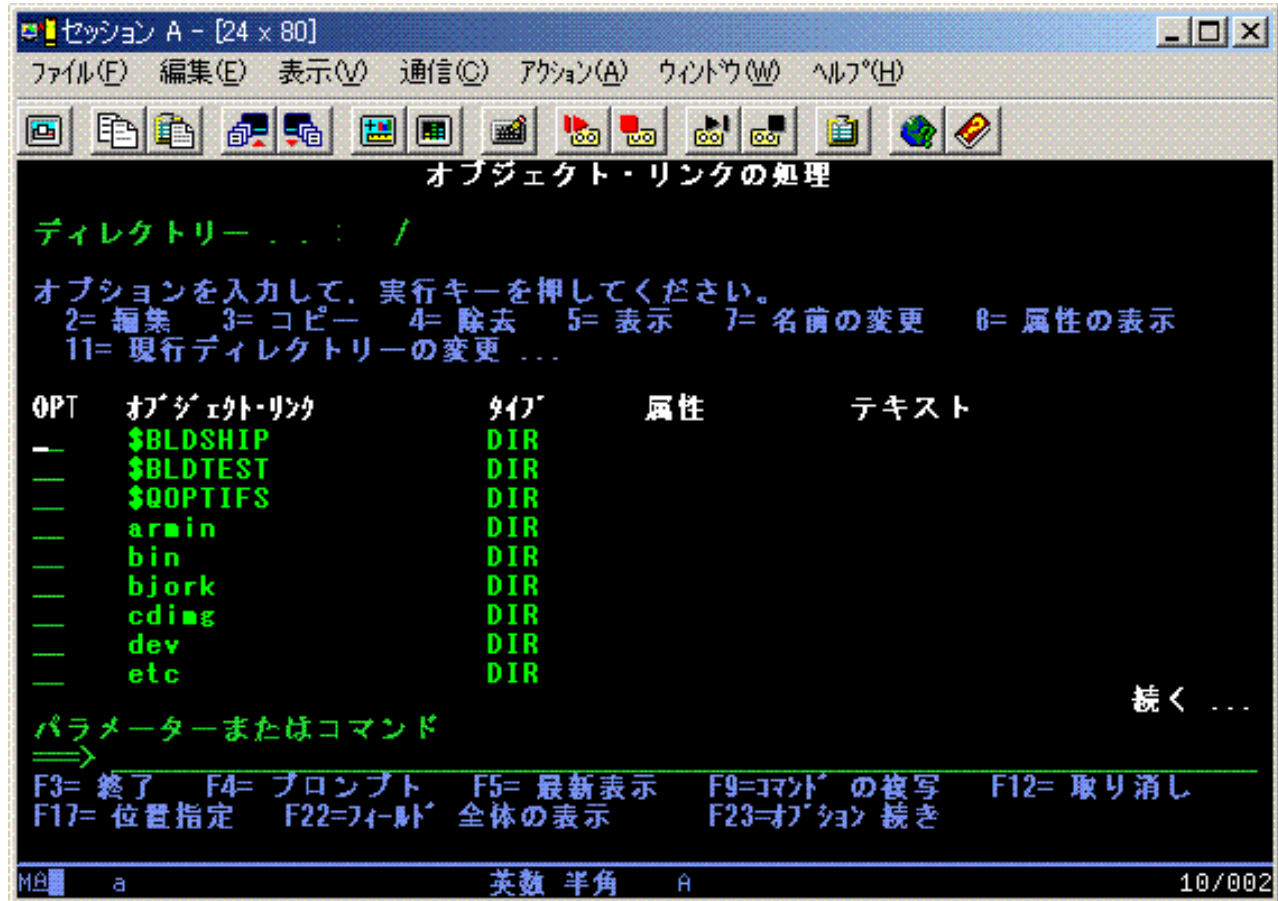 セッション A - [24 x 80]
ファイル(F) 編集(E) 表示(V) 通信(C) アクション(A) ウィンドウ(W) ヘルプ(H)
オブジェクト・リンクの処理
ディレクトリー . . : /
オプションを入力して, 実行キーを押してください。
2= 編集 3= コピー 4= 除去 5= 表示 7= 名前の変更 8= 属性の表示
11= 現行ディレクトリーの変更 ...
OPT ｵﾌﾞｼﾞｪｸﾄ･ﾘﾝｸ ﾀｲﾌﾟ 属性 テキスト
$BLDSHIP DIR
$BLDTEST DIR
$QOPTIFS DIR
armin DIR
bin DIR
bjork DIR
cdimg DIR
dev DIR
etc DIR
続く ...
パラメーターまたはコマンド
===>
F3= 終了 F4= プロンプト F5= 最新表示 F9=ｺﾏﾝﾄﾞ の複写 F12= 取り消し
F17= 位置指定 F22=ﾌｨｰﾙﾄﾞ 全体の表示 F23=ｵﾌﾟｼｮﾝ 続き
MA a 英数 半角 A 10/002